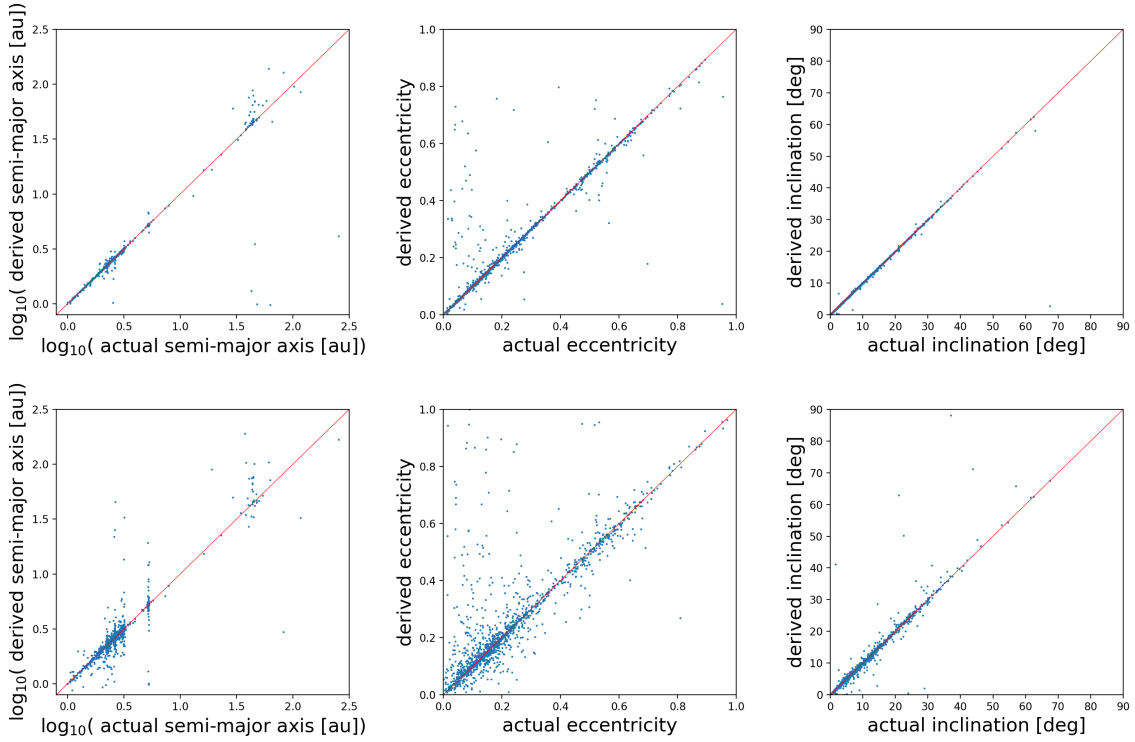 log10( derived semi-major axis [au])
2.5
2.0
1.5
1.0
0.5
0.0
0.0 0.5 1.0 1.5 2.0 2.5
log10( actual semi-major axis [au])
derived eccentricity
1.0
0.8
0.6
0.4
0.2
0.0
0.0 0.2 0.4 0.6 0.8 1.0
actual eccentricity
derived inclination [deg]
90
80
70
60
50
40
30
20
10
0
0 10 20 30 40 50 60 70 80 90
actual inclination [deg]
log10( derived semi-major axis [au])
2.5
2.0
1.5
1.0
0.5
0.0
0.0 0.5 1.0 1.5 2.0 2.5
log10( actual semi-major axis [au])
derived eccentricity
1.0
0.8
0.6
0.4
0.2
0.0
0.0 0.2 0.4 0.6 0.8 1.0
actual eccentricity
derived inclination [deg]
90
80
70
60
50
40
30
20
10
0
0 10 20 30 40 50 60 70 80 90
actual inclination [deg]